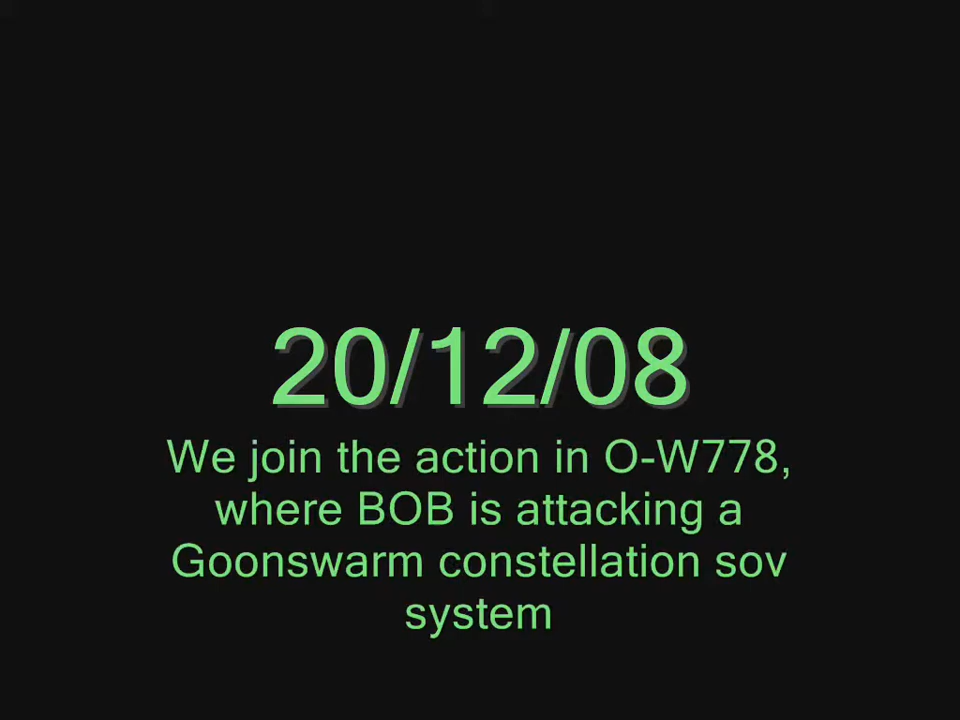 20/12/08
We join the action in O-W778,
where BOB is attacking a
Goonswarm constellation sov
system